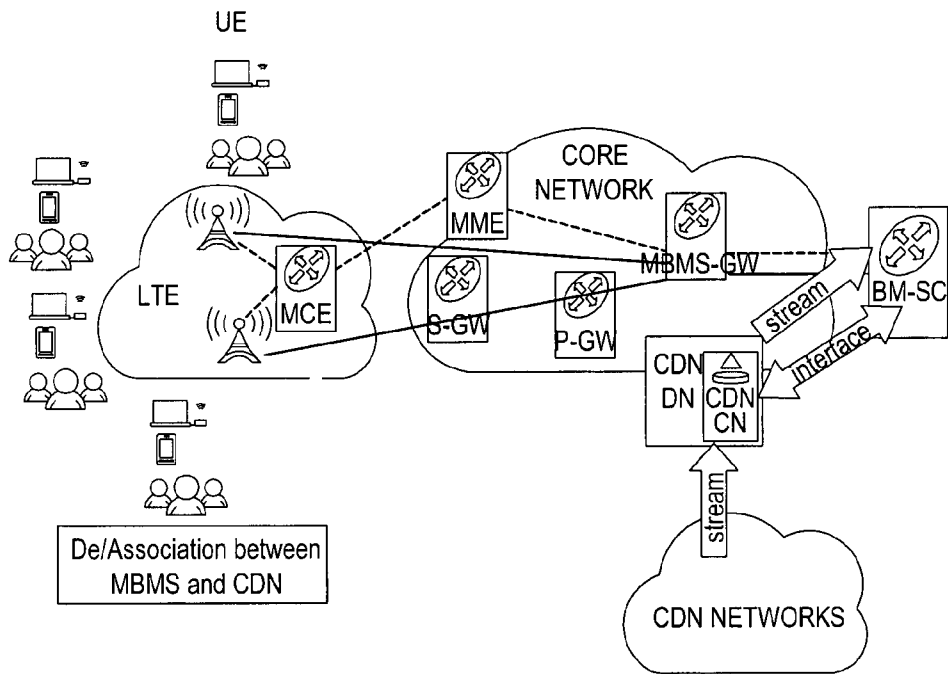 UE
CORE
NETWORK
MME
MBMS-GW
BM-SC
LTE
MCE
S-GW
P-GW
stream
interface
CDN
DN
CDN
CN
stream
De/Association between
MBMS and CDN
CDN NETWORKS